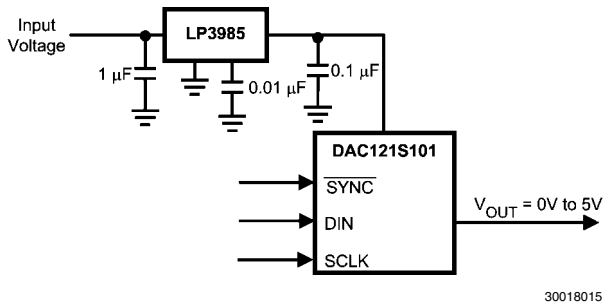 Input
Voltage
LP3985
1 µF
0.01 µF
0.1 µF
DAC121S101
SYNC
DIN
SCLK
VOUT = 0V to 5V
30018015